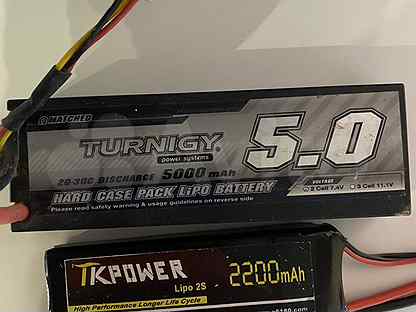 MATCHED
TURNIGY
power systems
5.0
20-30C DISCHARGE 5000 mAh
HARD CASE PACK LiPO BATTERY
VOLTAGE
2 Cell 7.4V 3 Cell 11.1V
Please read safety warning & usage guidelines on reverse side
TKPOWER
Lipo 2S
2200mAh
High Performance Longer Life Cycle